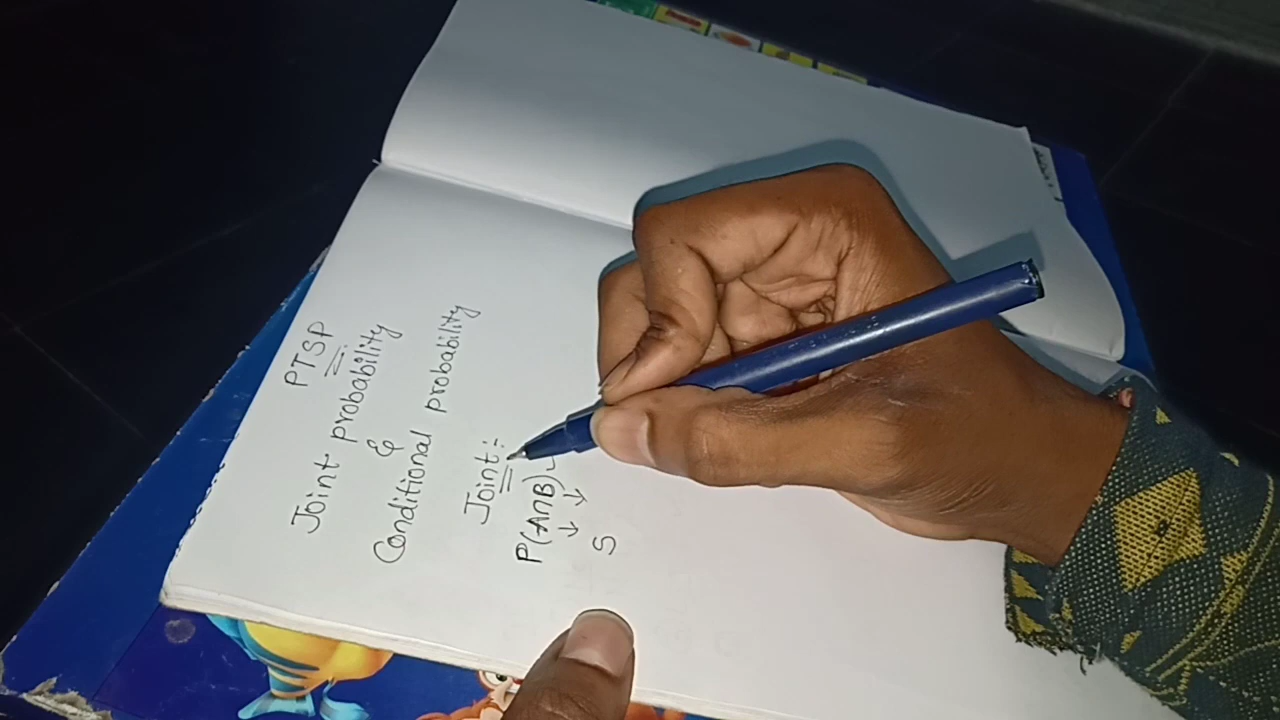 PTSP
Joint probability
&
Conditional probability
Joint:-
P(A∩B)
↓ ↓
S